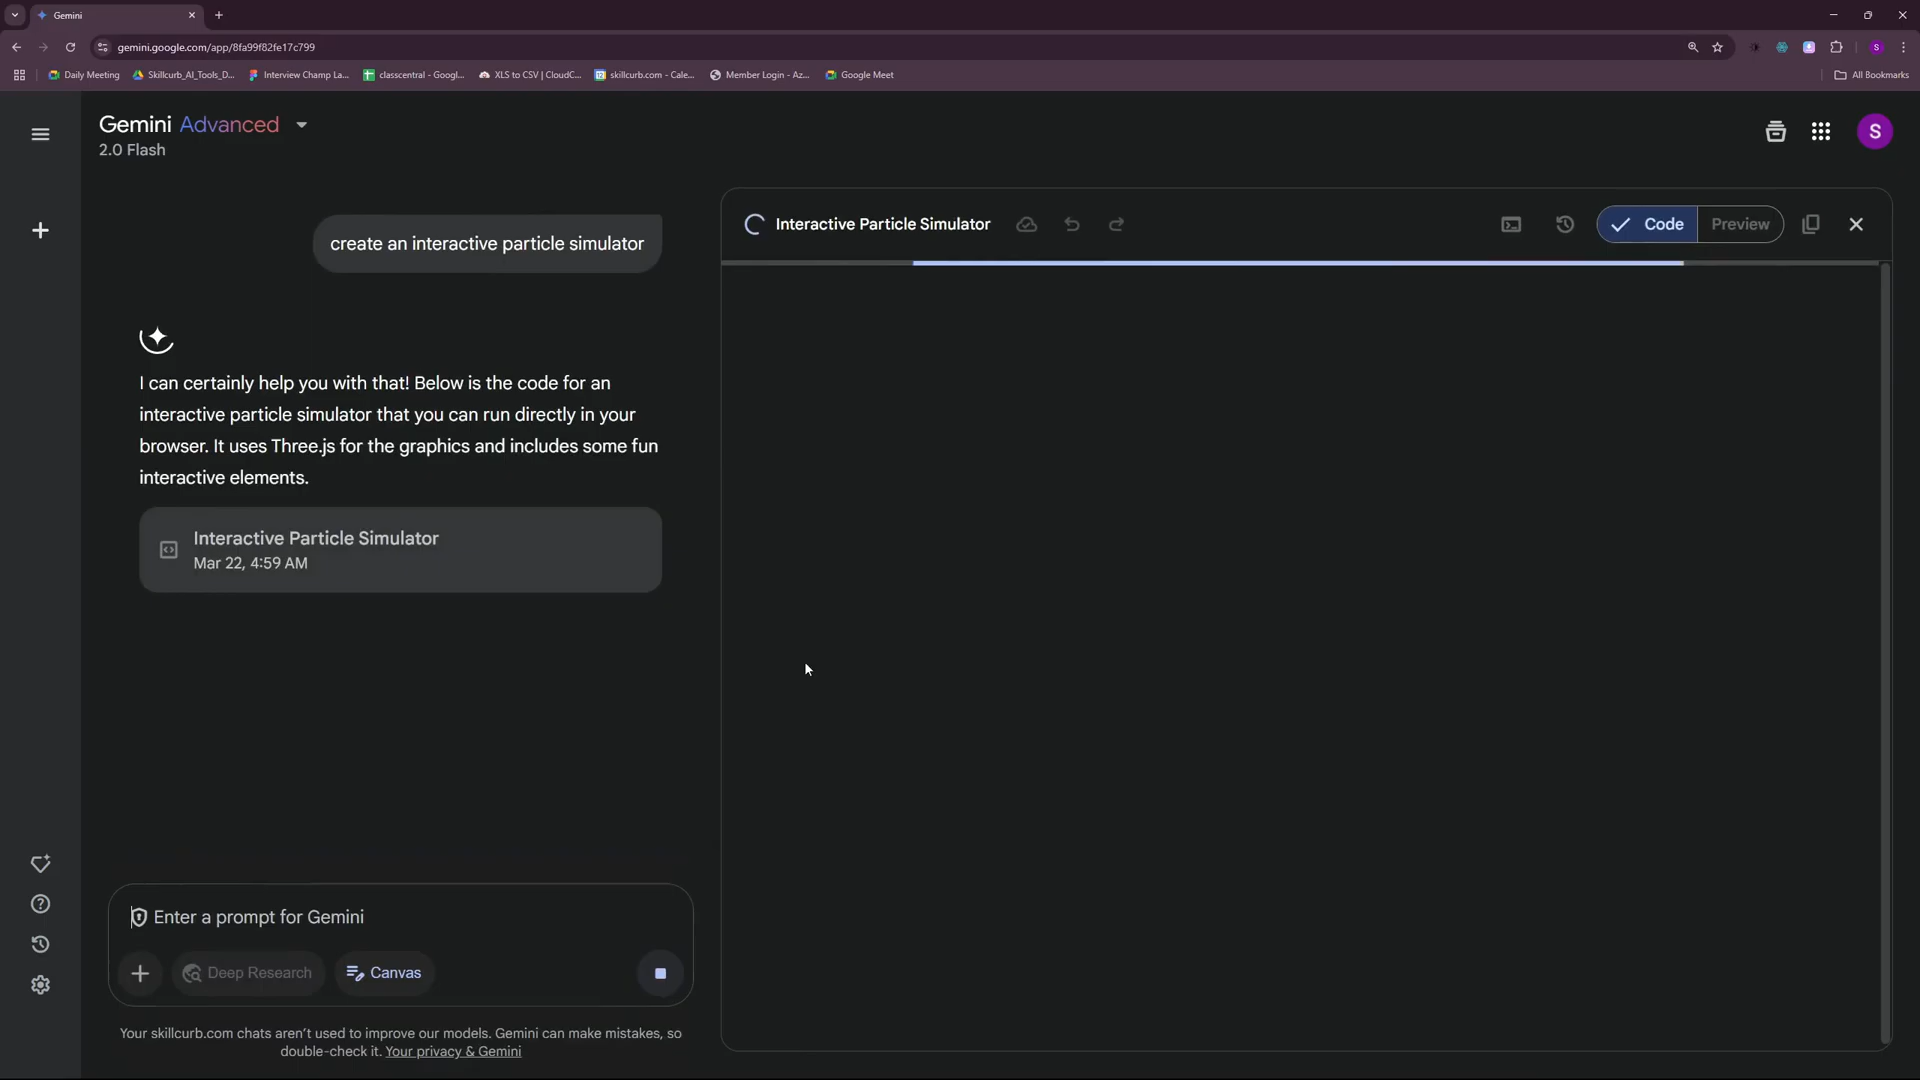 Gemini
gemini.google.com/app/8fa99f82fe17c799
S
Daily Meeting
Skillcurb_AI_Tools_D...
Interview Champ La...
classcentral - Googl...
XLS to CSV | CloudC...
skillcurb.com - Cale...
Member Login - Az...
Google Meet
All Bookmarks
Gemini Advanced
2.0 Flash
S
create an interactive particle simulator
I can certainly help you with that! Below is the code for an
interactive particle simulator that you can run directly in your
browser. It uses Three.js for the graphics and includes some fun
interactive elements.
Interactive Particle Simulator
Mar 22, 4:59 AM
Interactive Particle Simulator
Code
Preview
Enter a prompt for Gemini
Deep Research
Canvas
Your skillcurb.com chats aren't used to improve our models. Gemini can make mistakes, so
double-check it. Your privacy & Gemini